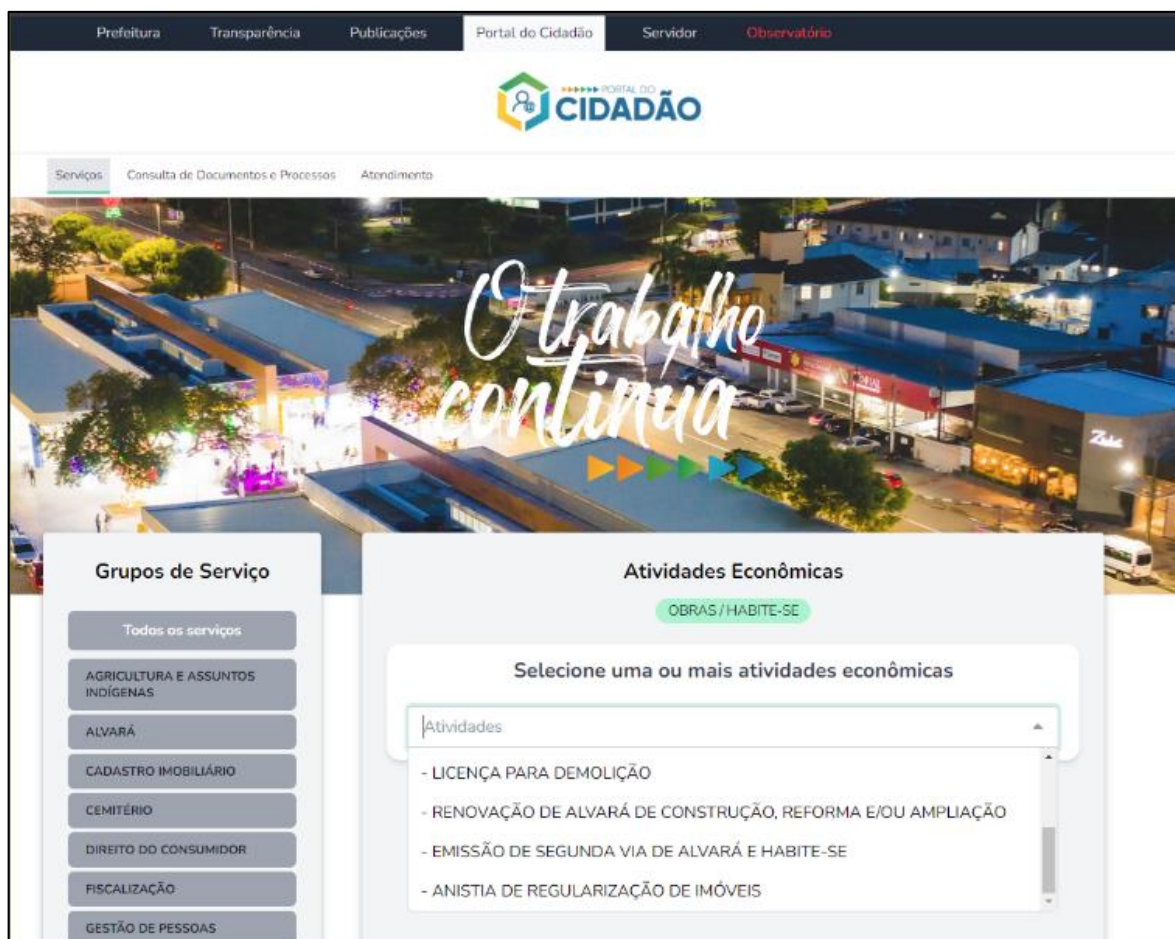 Prefeitura Transparência Publicações Portal do Cidadão Servidor Observatório
PORTAL DO
CIDADÃO
Serviços Consulta de Documentos e Processos Atendimento
O trabalho
continua
Zabé
Grupos de Serviço
Todos os serviços
AGRICULTURA E ASSUNTOS
INDÍGENAS
ALVARÁ
CADASTRO IMOBILIÁRIO
CEMITÉRIO
DIREITO DO CONSUMIDOR
FISCALIZAÇÃO
GESTÃO DE PESSOAS
Atividades Econômicas
OBRAS / HABITE-SE
Selecione uma ou mais atividades econômicas
Atividades
- LICENÇA PARA DEMOLIÇÃO
- RENOVAÇÃO DE ALVARÁ DE CONSTRUÇÃO, REFORMA E/OU AMPLIAÇÃO
- EMISSÃO DE SEGUNDA VIA DE ALVARÁ E HABITE-SE
- ANISTIA DE REGULARIZAÇÃO DE IMÓVEIS